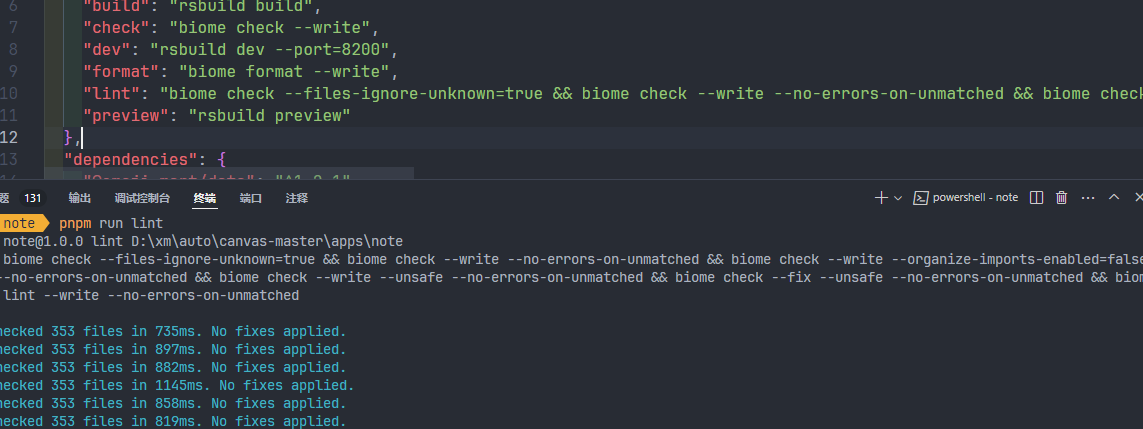 6 "build": "rsbuild build",
7 "check": "biome check --write",
8 "dev": "rsbuild dev --port=8200",
9 "format": "biome format --write",
10 "lint": "biome check --files-ignore-unknown=true && biome check --write --no-errors-on-unmatched && biome check
11 "preview": "rsbuild preview"
12 },
13 "dependencies": {
题 131 输出 调试控制台 终端 端口 注释 powershell - note
note pnpm run lint
note@1.0.0 lint D:\xm\auto\canvas-master\apps\note
biome check --files-ignore-unknown=true && biome check --write --no-errors-on-unmatched && biome check --write --organize-imports-enabled=false
--no-errors-on-unmatched && biome check --write --unsafe --no-errors-on-unmatched && biome check --fix --unsafe --no-errors-on-unmatched && biom
lint --write --no-errors-on-unmatched
hecked 353 files in 735ms. No fixes applied.
hecked 353 files in 897ms. No fixes applied.
hecked 353 files in 882ms. No fixes applied.
hecked 353 files in 1145ms. No fixes applied.
hecked 353 files in 858ms. No fixes applied.
hecked 353 files in 819ms. No fixes applied.